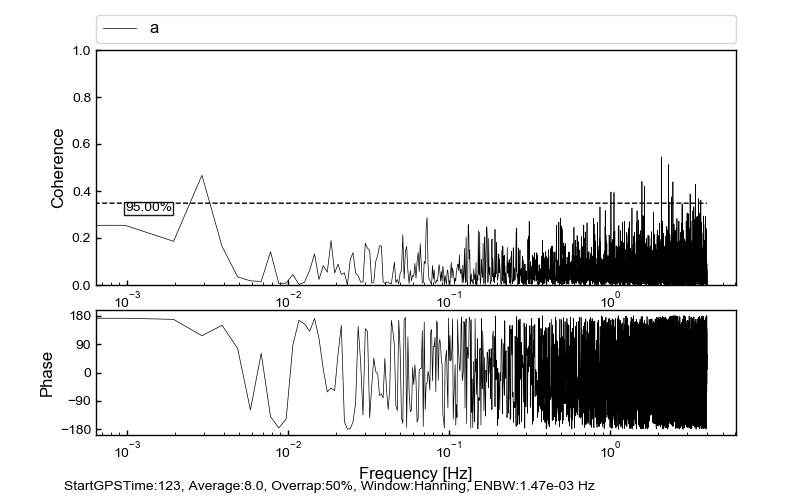 a
1.0
0.8
Coherence
0.6
0.4
95.00%
0.2
0.0
10⁻³ 10⁻² 10⁻¹ 10⁰
180
90
Phase
0
−90
−180
10⁻³ 10⁻² 10⁻¹ 10⁰
Frequency [Hz]
StartGPSTime:123, Average:8.0, Overrap:50%, Window:Hanning, ENBW:1.47e-03 Hz